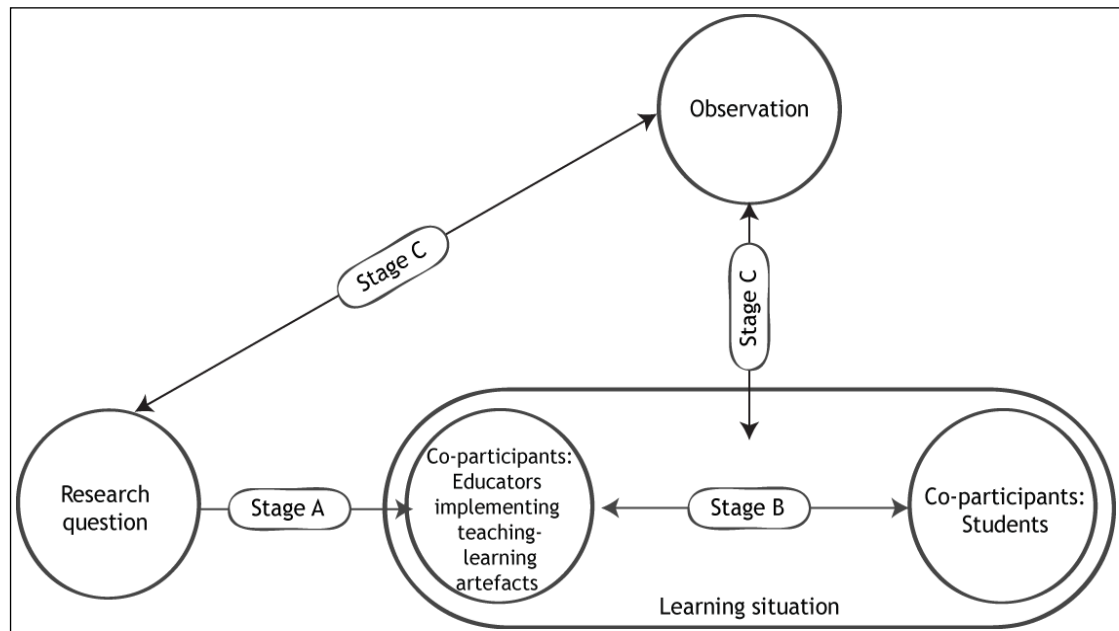 Observation
Stage C
Stage C
Research
question
Stage A
Co-participants:
Educators
implementing
teaching-
learning
artefacts
Stage B
Co-participants:
Students
Learning situation